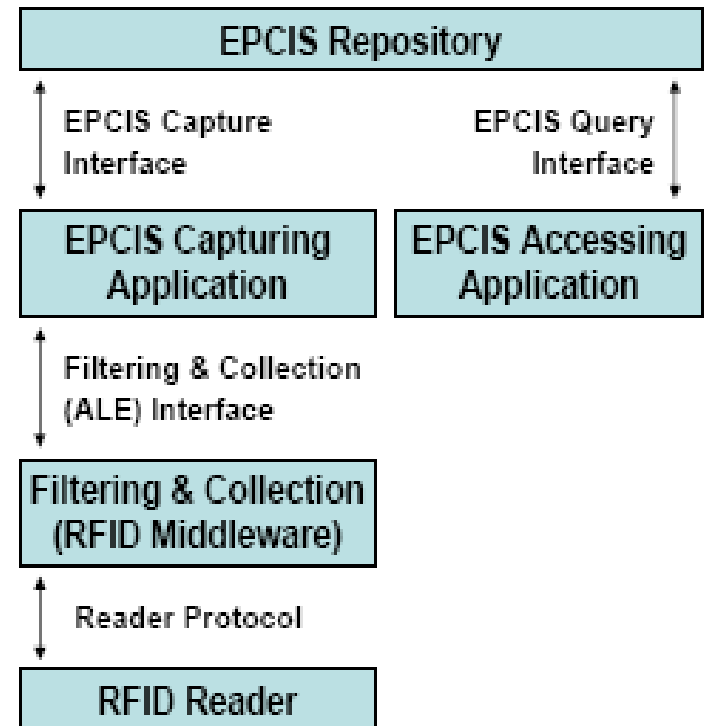 EPCIS Repository
EPCIS Capture
Interface
EPCIS Query
Interface
EPCIS Capturing
Application
EPCIS Accessing
Application
Filtering & Collection
(ALE) Interface
Filtering & Collection
(RFID Middleware)
Reader Protocol
RFID Reader